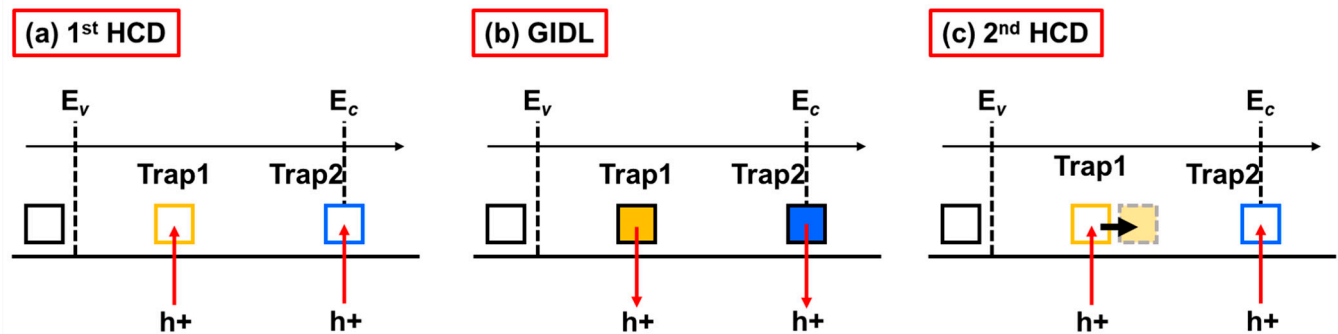 (a) 1st HCD
Ev
Ec
Trap1
Trap2
h+
h+
(b) GIDL
Ev
Ec
Trap1
Trap2
h+
h+
(c) 2nd HCD
Ev
Ec
Trap1
Trap2
h+
h+